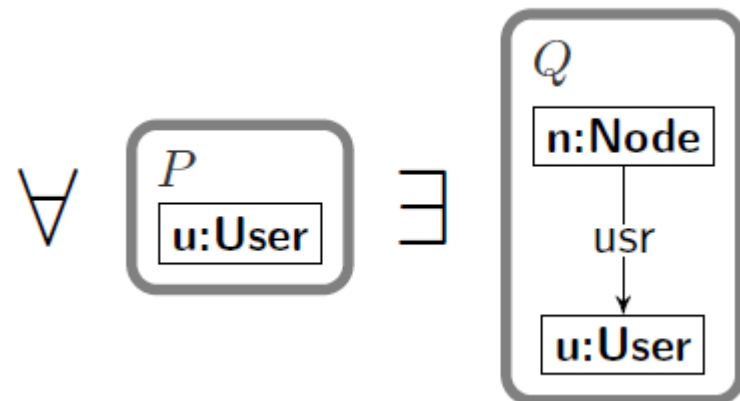 ∀ P ∃ Q
u:User
n:Node
usr
u:User